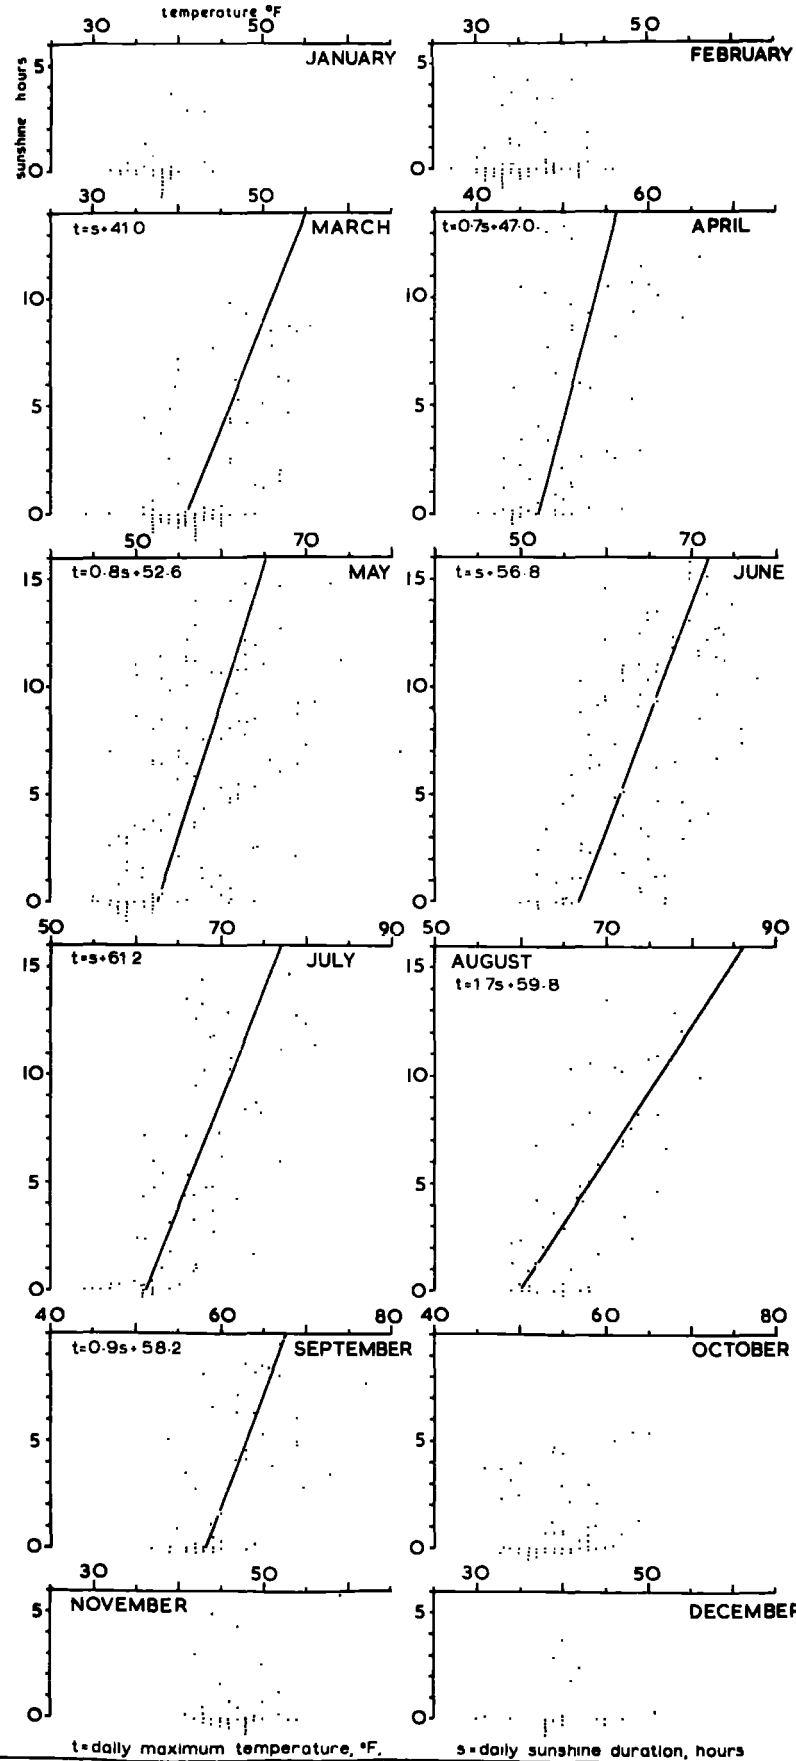 temperature °F
30 50 30 50
JANUARY FEBRUARY
sunshine hours
5 5
0 0
30 50 40 60
t=s+41.0 MARCH t=0.7s+47.0 APRIL
10 10
5 5
0 0
50 70 50 70
15 t=0.8s+52.6 MAY 15 t=s+56.8 JUNE
10 10
5 5
0 0
50 70 90 50 70 90
15 t=s+61.2 JULY 15 AUGUST
t=1.7s+59.8
10 10
5 5
0 0
40 60 80 40 60 80
t=0.9s+58.2 SEPTEMBER OCTOBER
5 5
0 0
30 50 30 50
5 NOVEMBER 5 DECEMBER
0 0
t=daily maximum temperature, °F. s=daily sunshine duration, hours